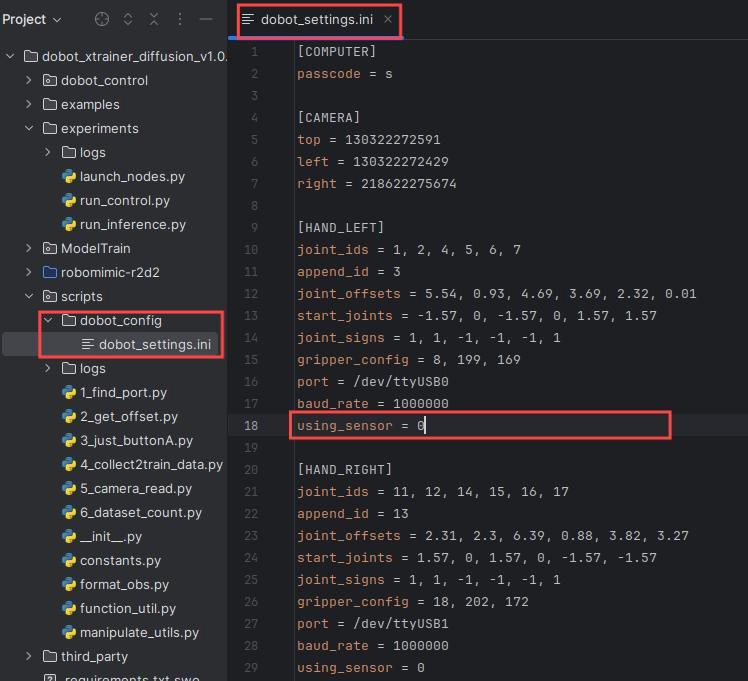 Project
dobot_xtrainer_diffusion_v1.0.
dobot_control
examples
experiments
logs
launch_nodes.py
run_control.py
run_inference.py
ModelTrain
robomimic-r2d2
scripts
dobot_config
dobot_settings.ini
logs
1_find_port.py
2_get_offset.py
3_just_buttonA.py
4_collect2train_data.py
5_camera_read.py
6_dataset_count.py
__init__.py
constants.py
format_obs.py
function_util.py
manipulate_utils.py
third_party
.requirements.txt.swo
dobot_settings.ini
1 [COMPUTER]
2 passcode = s
3
4 [CAMERA]
5 top = 130322272591
6 left = 130322272429
7 right = 218622275674
8
9 [HAND_LEFT]
10 joint_ids = 1, 2, 4, 5, 6, 7
11 append_id = 3
12 joint_offsets = 5.54, 0.93, 4.69, 3.69, 2.32, 0.01
13 start_joints = -1.57, 0, -1.57, 0, 1.57, 1.57
14 joint_signs = 1, 1, -1, -1, -1, 1
15 gripper_config = 8, 199, 169
16 port = /dev/ttyUSB0
17 baud_rate = 1000000
18 using_sensor = 0
19
20 [HAND_RIGHT]
21 joint_ids = 11, 12, 14, 15, 16, 17
22 append_id = 13
23 joint_offsets = 2.31, 2.3, 6.39, 0.88, 3.82, 3.27
24 start_joints = 1.57, 0, 1.57, 0, -1.57, -1.57
25 joint_signs = 1, 1, -1, -1, -1, 1
26 gripper_config = 18, 202, 172
27 port = /dev/ttyUSB1
28 baud_rate = 1000000
29 using_sensor = 0